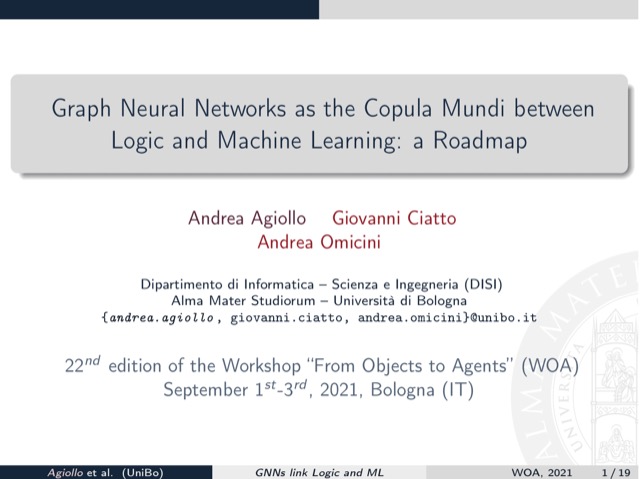 Graph Neural Networks as the Copula Mundi between
Logic and Machine Learning: a Roadmap
Andrea Agiollo Giovanni Ciatto
Andrea Omicini
Dipartimento di Informatica – Scienza e Ingegneria (DISI)
Alma Mater Studiorum – Università di Bologna
{andrea.agiollo, giovanni.ciatto, andrea.omicini}@unibo.it
22nd edition of the Workshop “From Objects to Agents” (WOA)
September 1st-3rd, 2021, Bologna (IT)
ALMA MATER
UNIVERSI
Agiollo et al. (UniBo) GNNs link Logic and ML WOA, 2021 1 / 19